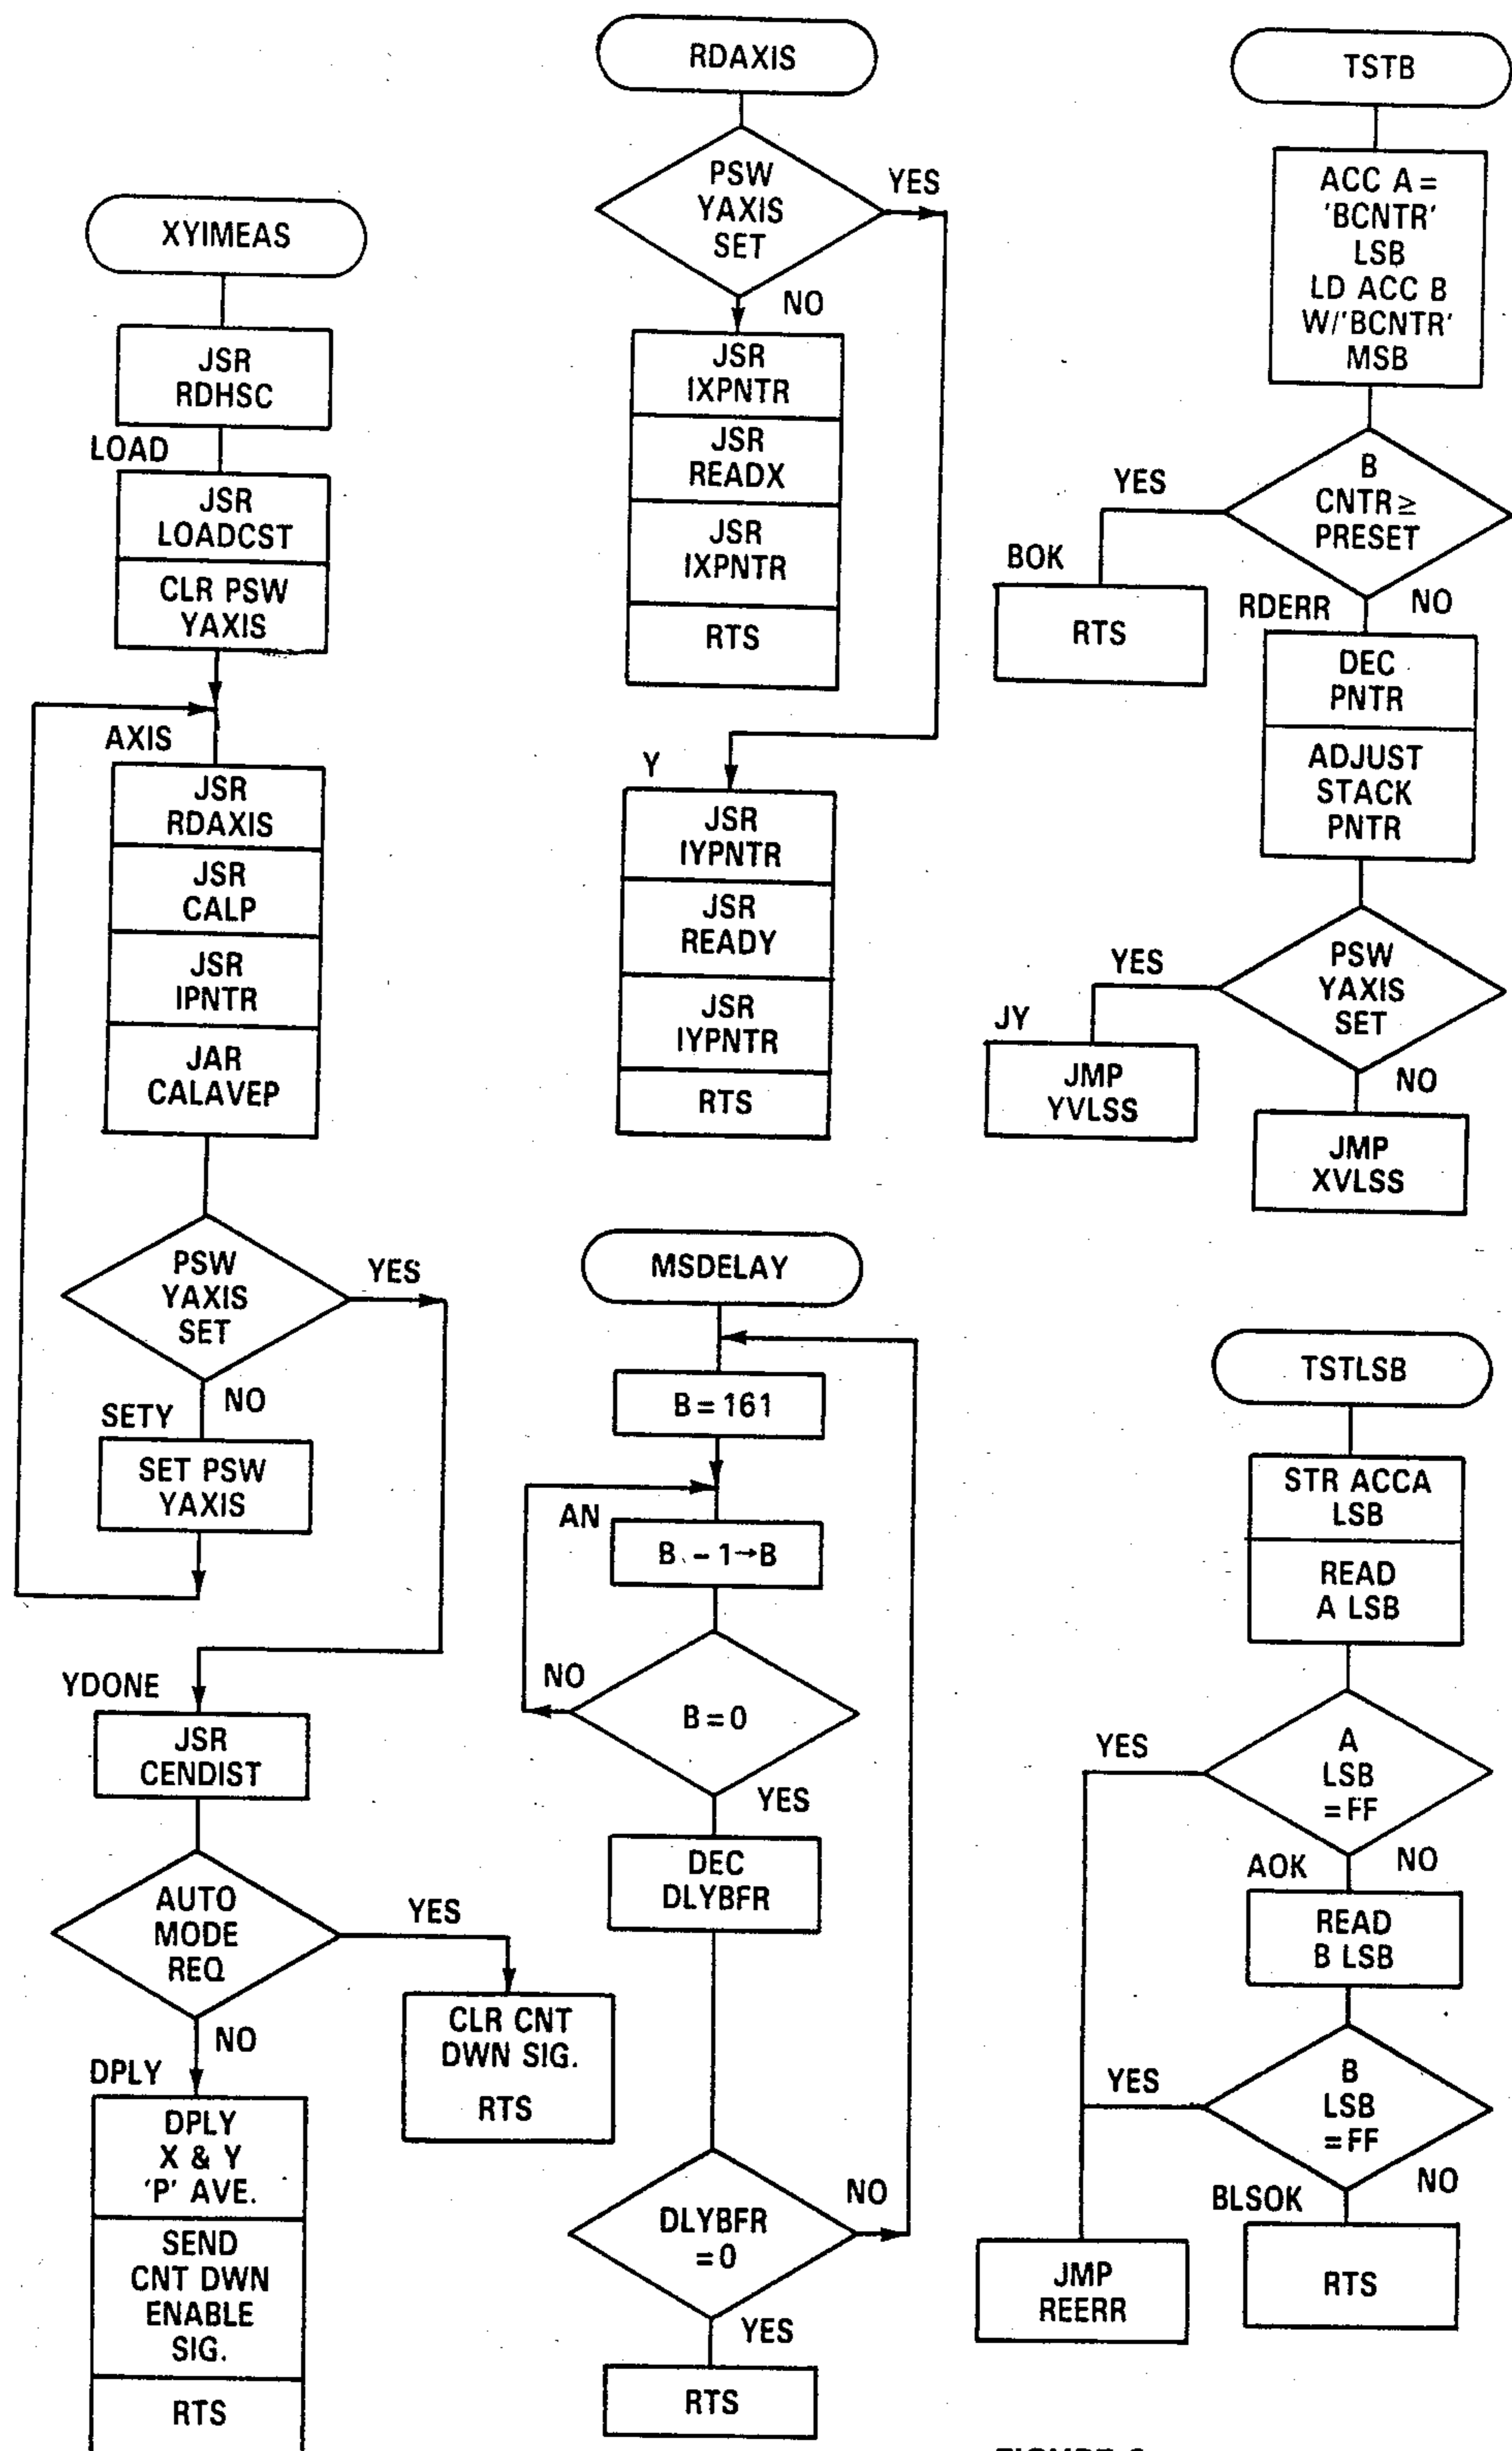 XYIMEAS
JSR
RDHSC
LOAD
JSR
LOADCST
CLR PSW
YAXIS
AXIS
JSR
RDAXIS
JSR
CALP
JSR
IPNTR
JAR
CALAVEP
PSW
YAXIS
SET
YES
NO
SETY
SET PSW
YAXIS
YDONE
JSR
CENDIST
AUTO
MODE
REQ
YES
CLR CNT
DWN SIG.
RTS
NO
DPLY
DPLY
X & Y
'P' AVE.
SEND
CNT DWN
ENABLE
SIG.
RTS
RDAXIS
PSW
YAXIS
SET
YES
NO
JSR
IXPNTR
JSR
READX
JSR
IXPNTR
RTS
Y
JSR
IYPNTR
JSR
READY
JSR
IYPNTR
RTS
MSDELAY
B = 161
AN
B - 1→B
NO
B = 0
YES
DEC
DLYBFR
DLYBFR
= 0
NO
YES
RTS
TSTB
ACC A =
'BCNTR'
LSB
LD ACC B
W/'BCNTR'
MSB
B
CNTR ≥
PRESET
YES
BOK
RTS
RDERR
NO
DEC
PNTR
ADJUST
STACK
PNTR
PSW
YAXIS
SET
YES
JY
JMP
YVLSS
NO
JMP
XVLSS
TSTLSB
STR ACCA
LSB
READ
A LSB
A
LSB
= FF
YES
AOK
NO
READ
B LSB
B
LSB
= FF
YES
NO
BLSOK
JMP
REERR
RTS